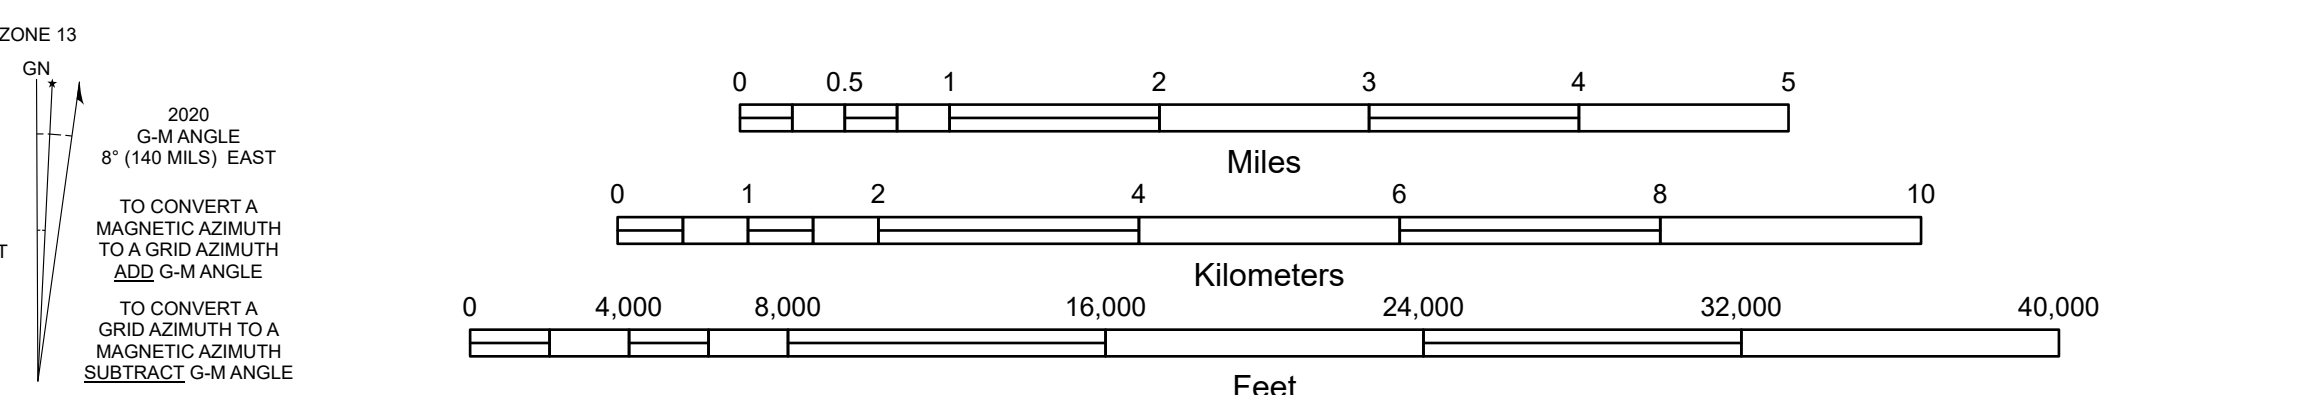 ZONE 13
GN
2020
G-M ANGLE
8° (140 MILS) EAST
TO CONVERT A
MAGNETIC AZIMUTH
TO A GRID AZIMUTH
ADD G-M ANGLE
TO CONVERT A
GRID AZIMUTH TO A
MAGNETIC AZIMUTH
SUBTRACT G-M ANGLE
T
0 0.5 1 2 3 4 5
Miles
0 1 2 4 6 8 10
Kilometers
0 4,000 8,000 16,000 24,000 32,000 40,000
Feet